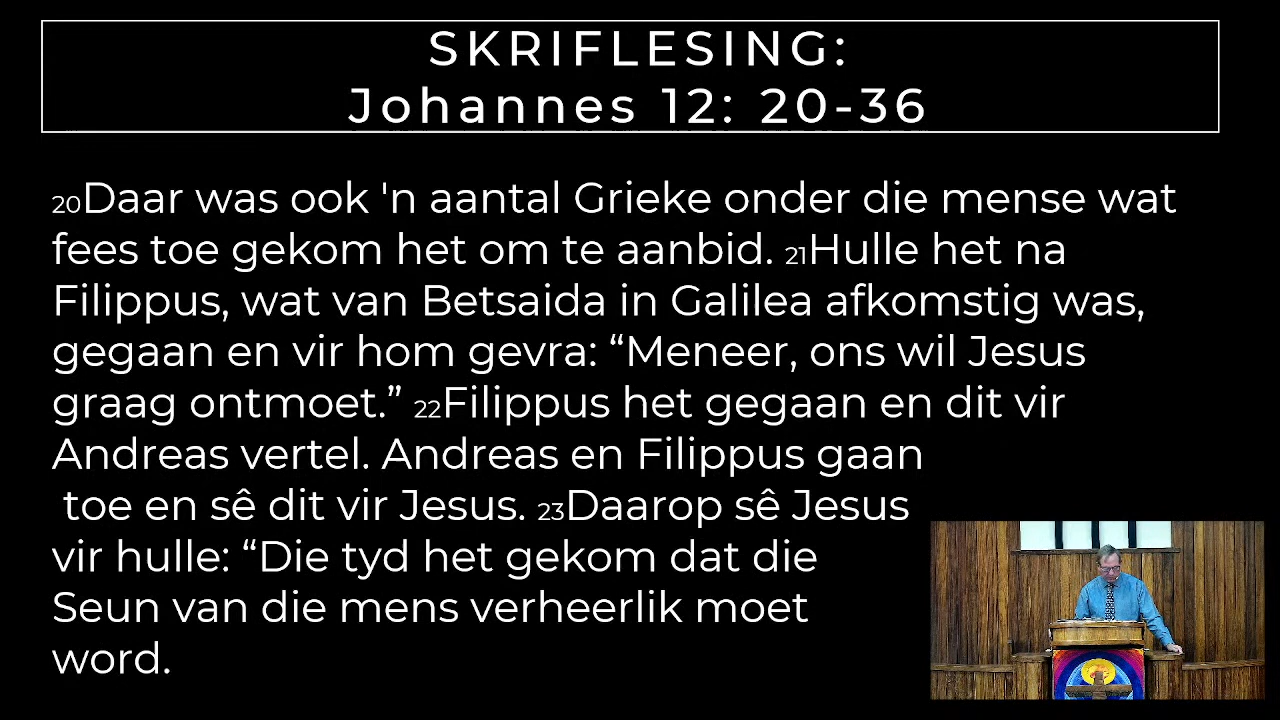 SKRIFLESING:
Johannes 12: 20-36
20Daar was ook 'n aantal Grieke onder die mense wat
fees toe gekom het om te aanbid. 21Hulle het na
Filippus, wat van Betsaida in Galilea afkomstig was,
gegaan en vir hom gevra: “Meneer, ons wil Jesus
graag ontmoet.” 22Filippus het gegaan en dit vir
Andreas vertel. Andreas en Filippus gaan
toe en sê dit vir Jesus. 23Daarop sê Jesus
vir hulle: “Die tyd het gekom dat die
Seun van die mens verheerlik moet
word.